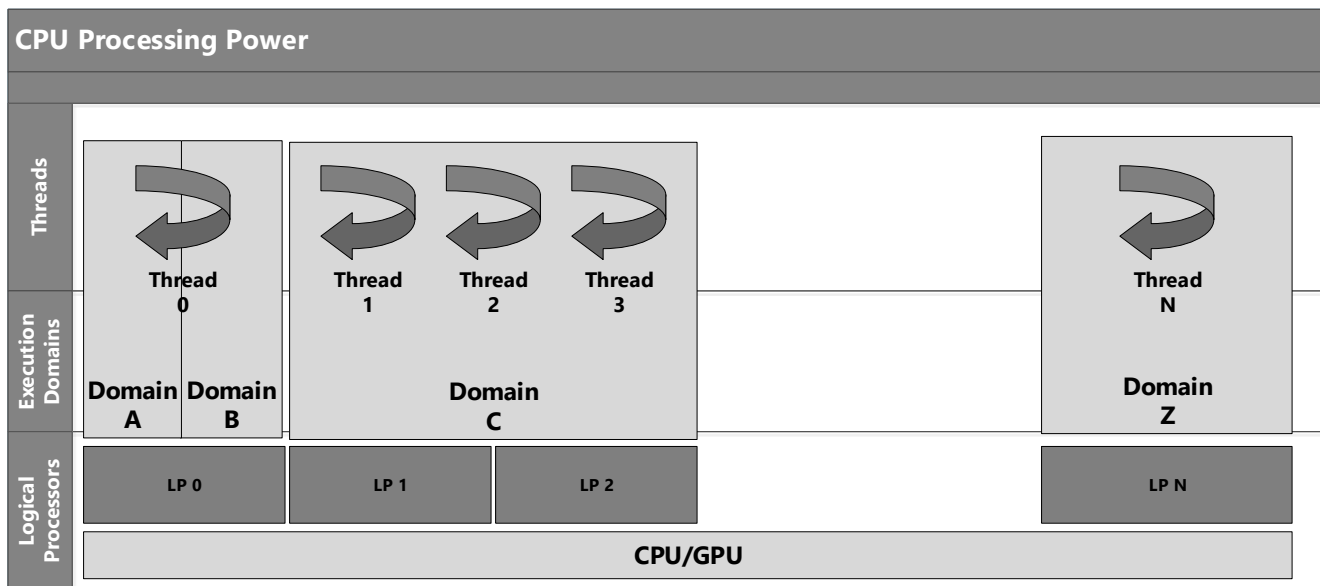 CPU Processing Power
Threads
Thread
0
Thread
1
Thread
2
Thread
3
Thread
N
Execution
Domains
Domain
A
Domain
B
Domain
C
Domain
Z
Logical
Processors
LP 0
LP 1
LP 2
LP N
CPU/GPU